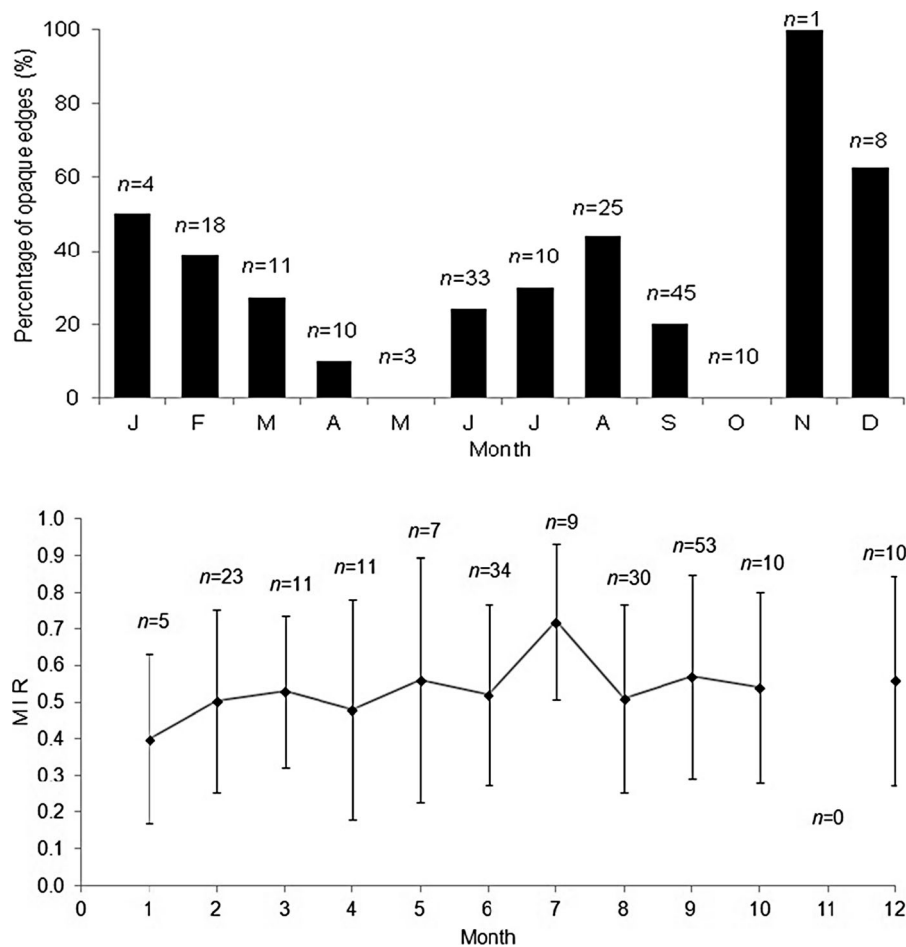 Percentage of opaque edges (%)
100
80
60
40
20
0
n=4
n=18
n=11
n=10
n=3
n=33
n=10
n=25
n=45
n=10
n=1
n=8
J F M A M J J A S O N D
Month
MIR
1.0
0.9
0.8
0.7
0.6
0.5
0.4
0.3
0.2
0.1
0.0
n=5
n=23
n=11
n=11
n=7
n=34
n=9
n=30
n=53
n=10
n=0
n=10
0 1 2 3 4 5 6 7 8 9 10 11 12
Month